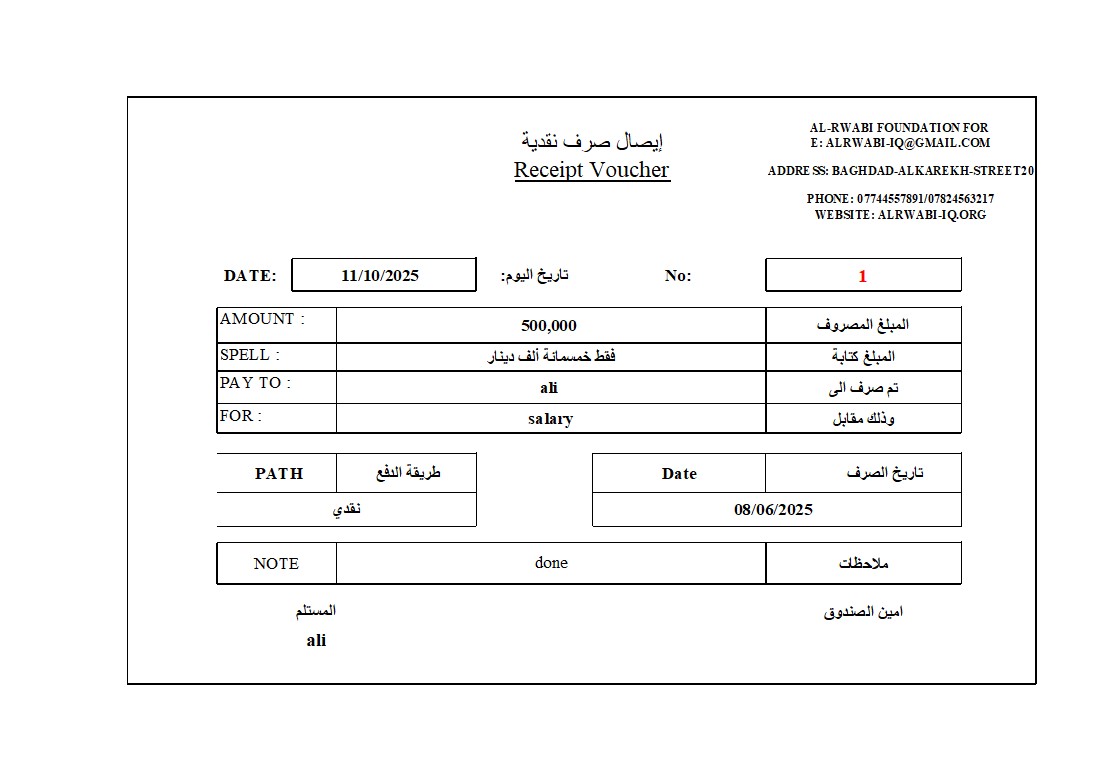 AL-RWABI FOUNDATION FOR
E: ALRWABI-IQ@GMAIL.COM
ADDRESS: BAGHDAD-ALKAREKH-STREET20
PHONE: 07744557891/07824563217
WEBSITE: ALRWABI-IQ.ORG
إيصال صرف نقدية
Receipt Voucher
DATE: 11/10/2025 تاريخ اليوم: No: 1
AMOUNT : 500,000 المبلغ المصروف
SPELL : فقط خمسمائة ألف دينار المبلغ كتابة
PAY TO : ali تم صرف الى
FOR : salary وذلك مقابل
PATH طريقة الدفع Date تاريخ الصرف
نقدي 08/06/2025
NOTE done ملاحظات
المستلم امين الصندوق
ali